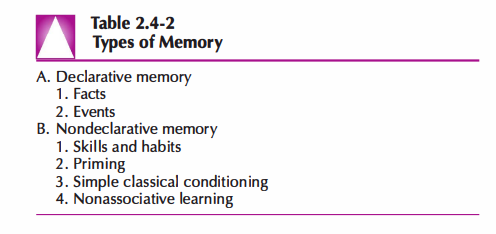 Table 2.4-2
Types of Memory
A. Declarative memory
1. Facts
2. Events
B. Nondeclarative memory
1. Skills and habits
2. Priming
3. Simple classical conditioning
4. Nonassociative learning